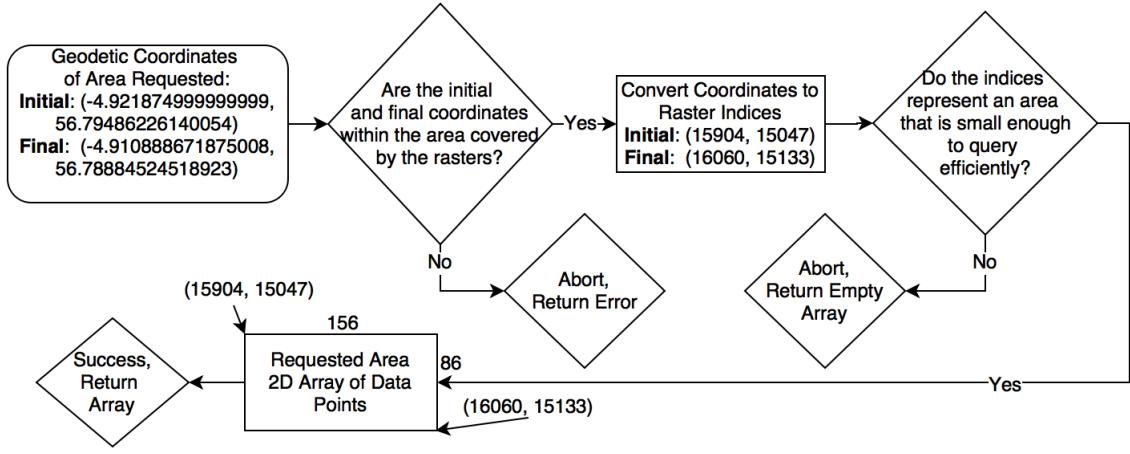 Geodetic Coordinates
of Area Requested:
Initial: (-4.921874999999999,
56.79486226140054)
Final:  (-4.910888671875008,
56.78884524518923)
Are the initial
and final coordinates
within the area covered
by the rasters?
Yes
Convert Coordinates to
Raster Indices
Initial: (15904, 15047)
Final:  (16060, 15133)
Do the indices
represent an area
that is small enough
to query
efficiently?
No
Abort,
Return Error
No
Abort,
Return Empty
Array
Yes
(15904, 15047)
156
86
Requested Area
2D Array of Data
Points
(16060, 15133)
Success,
Return
Array